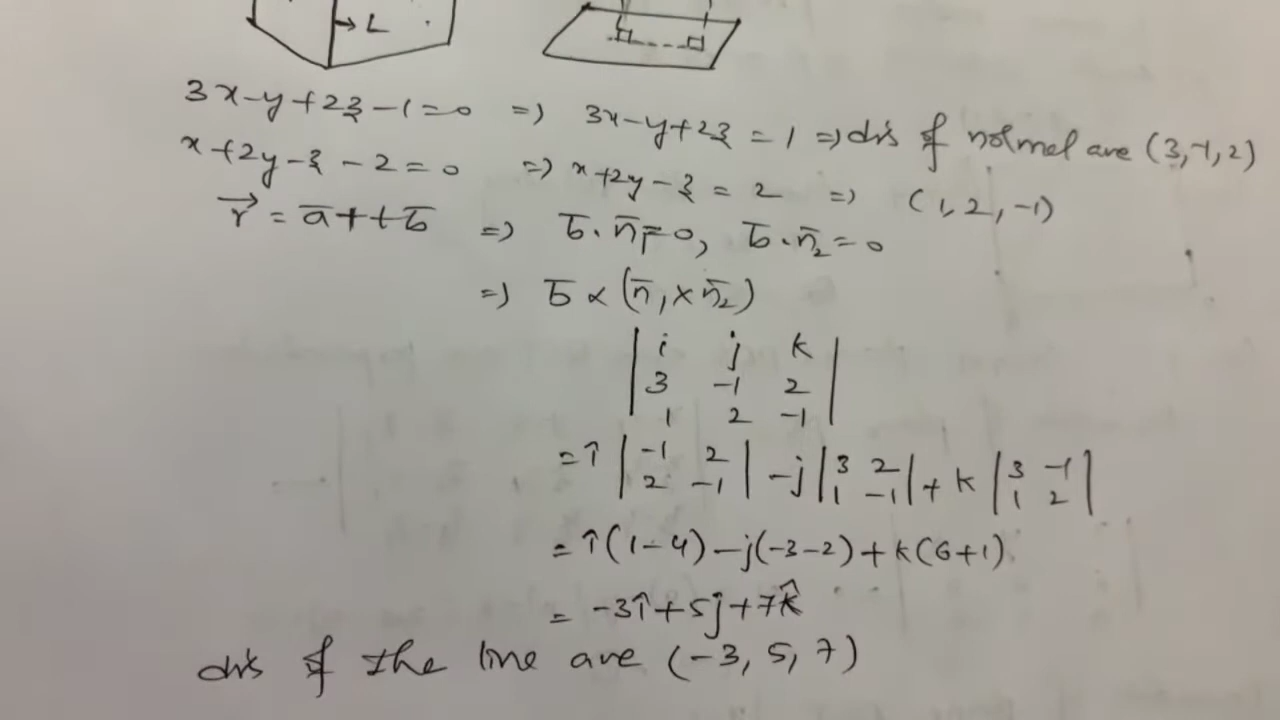 → L
3x-y+2z-1=0 => 3x-y+2z = 1 => dr's of normal are (3,-1,2)
x+2y-z-2=0 => x+2y-z = 2 => (1,2,-1)
r⃗ = a̅+tb̅ => b̅.n̅₁=0, b̅.n̅₂=0
=> b̅ ∝ (n̅₁×n̅₂)
| i j k |
| 3 -1 2 |
| 1 2 -1 |
= î |-1 2; 2 -1| - j |3 2; 1 -1| + k |3 -1; 1 2|
= î(1-4) - j(-3-2) + k(6+1)
= -3î+5j+7k̂
dr's of the line are (-3, 5, 7)